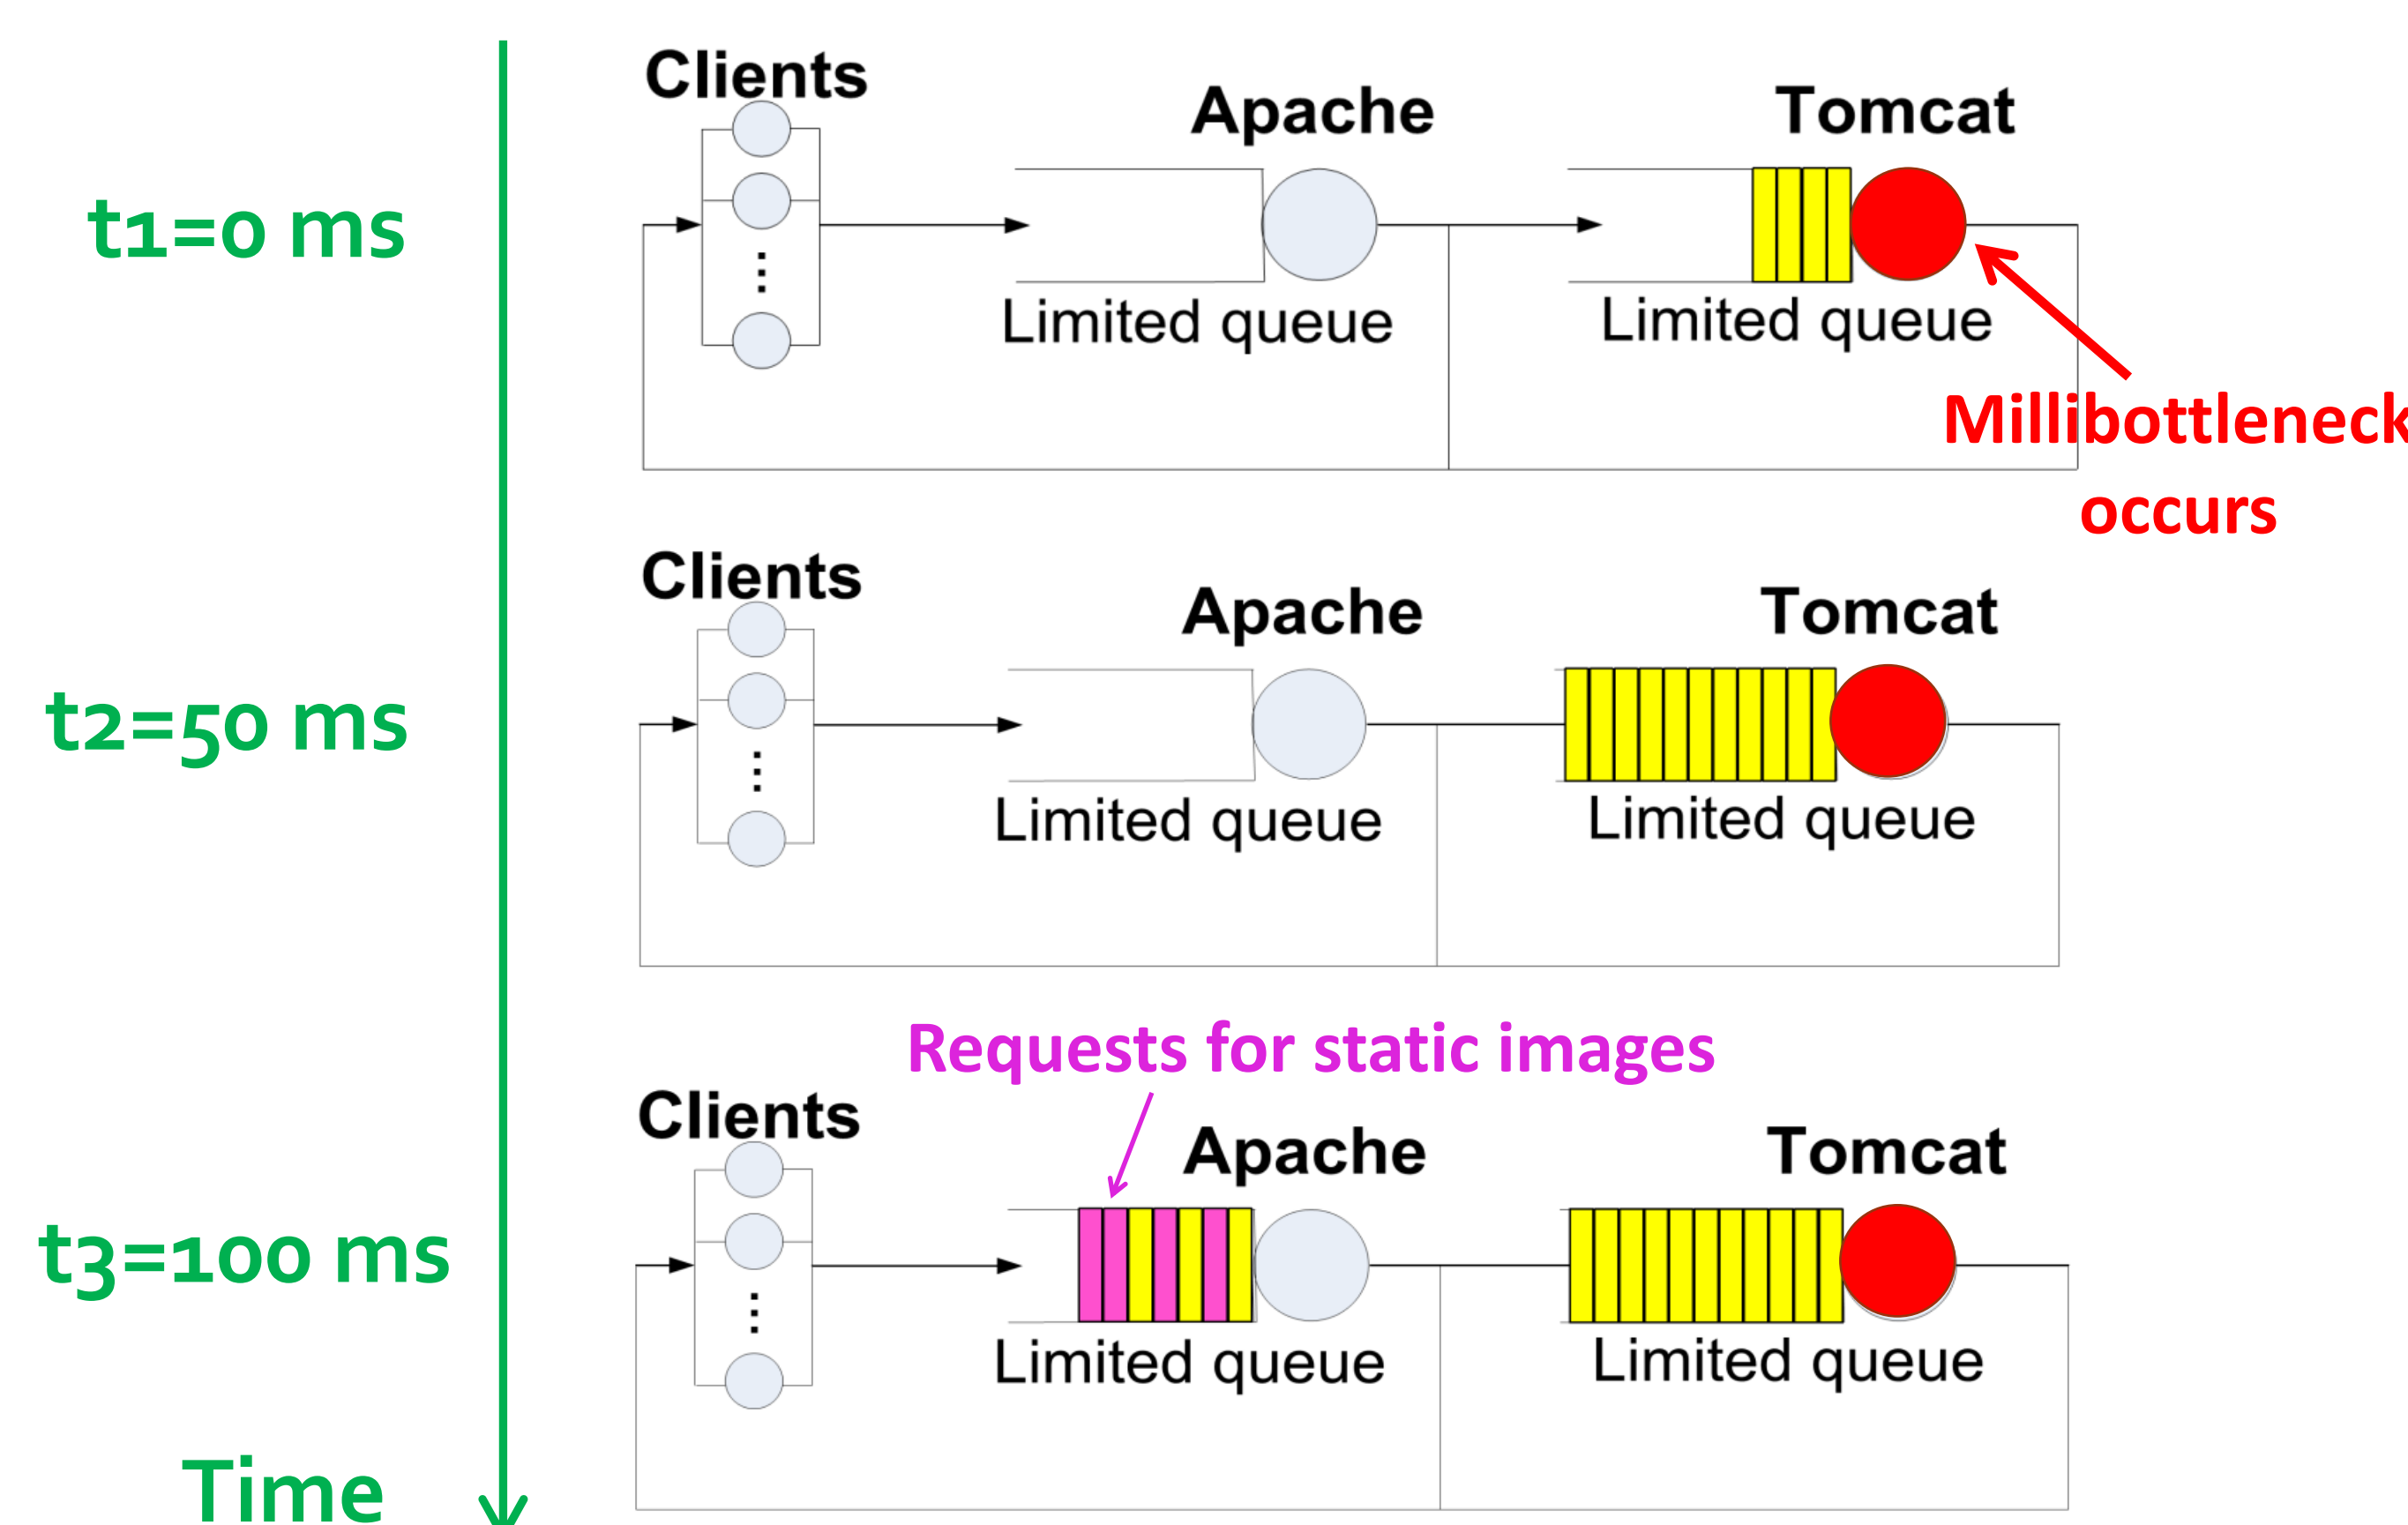 Clients
Apache
Tomcat
t1=0 ms
Limited queue
Limited queue
Millibottleneck
occurs
Clients
Apache
Tomcat
t2=50 ms
Limited queue
Limited queue
Requests for static images
Clients
Apache
Tomcat
t3=100 ms
Limited queue
Limited queue
Time